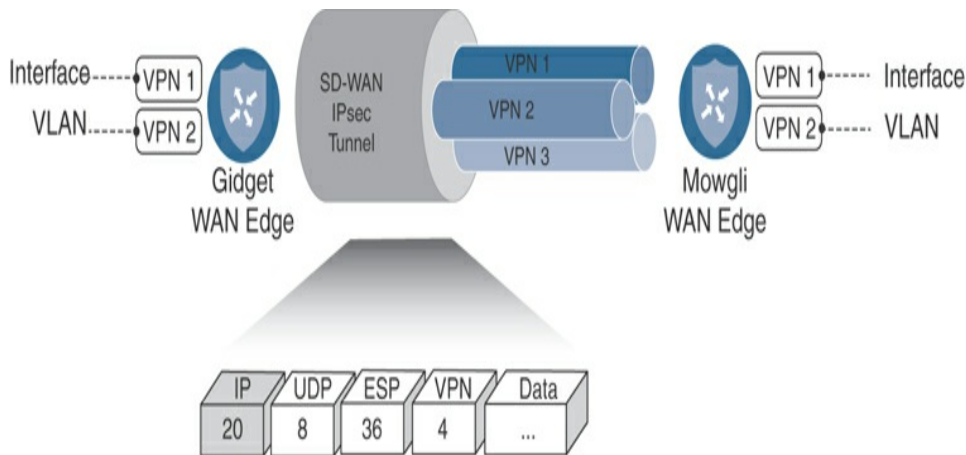 Interface
VLAN
VPN 1
VPN 2
Gidget
WAN Edge
SD-WAN
IPsec
Tunnel
VPN 1
VPN 2
VPN 3
Mowgli
WAN Edge
VPN 1
VPN 2
Interface
VLAN
IP
UDP
ESP
VPN
Data
20
8
36
4
...